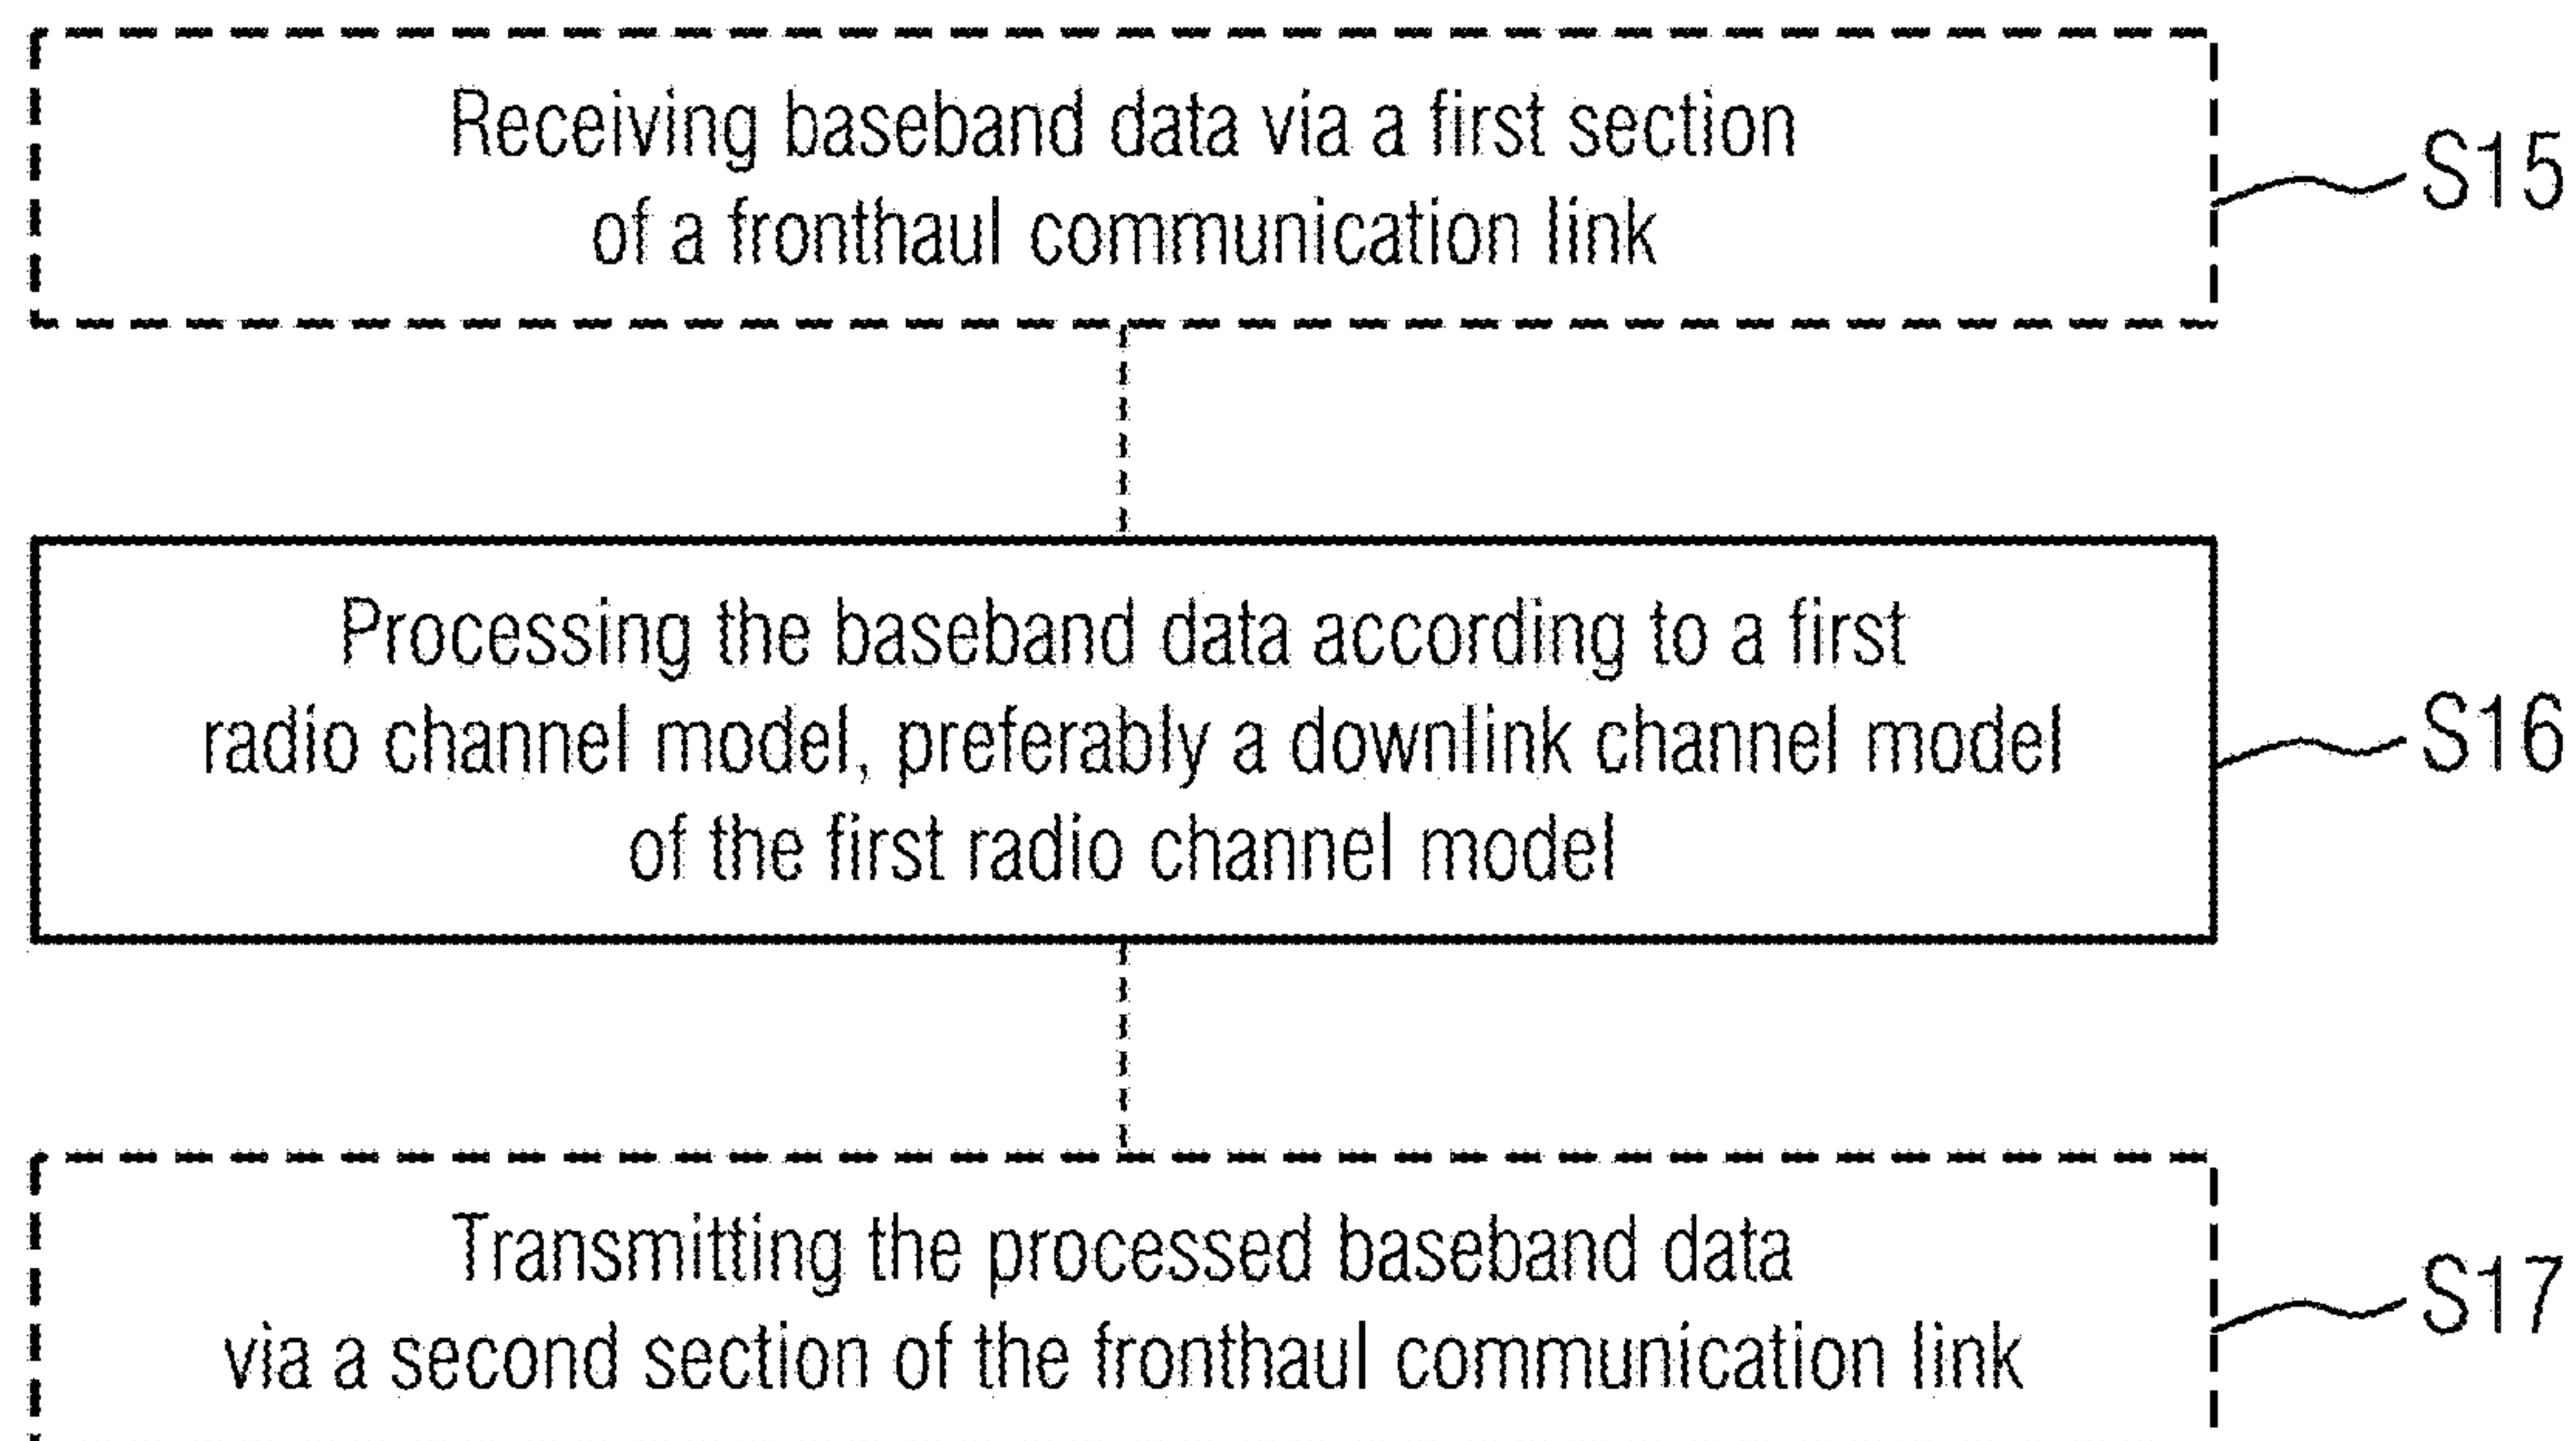 Receiving baseband data via a first section
of a fronthaul communication link
S15
Processing the baseband data according to a first
radio channel model, preferably a downlink channel model
of the first radio channel model
S16
Transmitting the processed baseband data
via a second section of the fronthaul communication link
S17